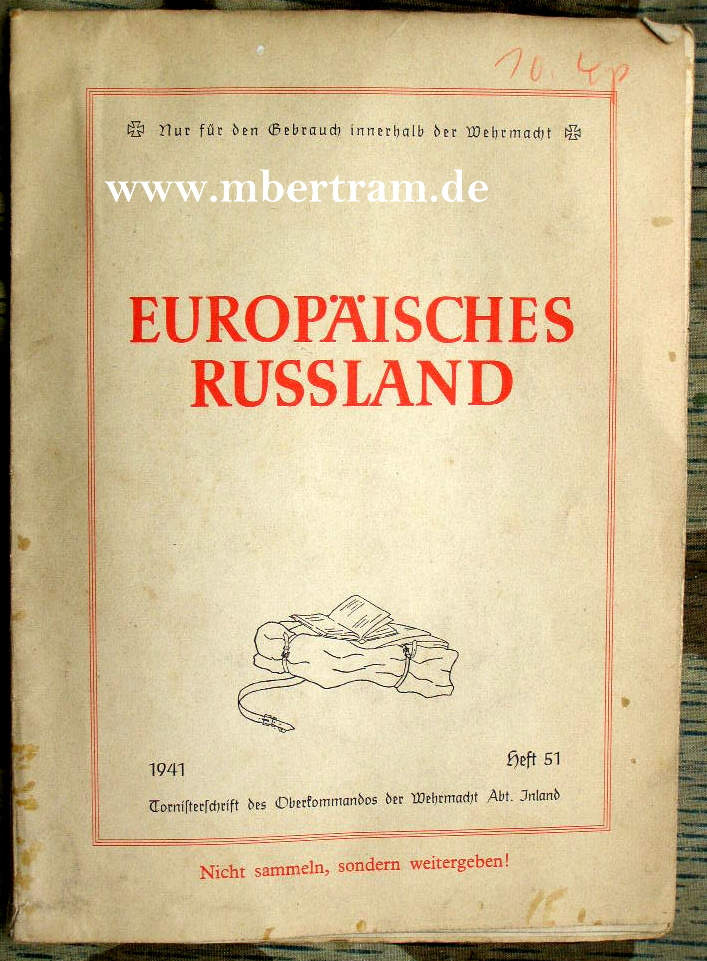 10. Kp
Nur für den Gebrauch innerhalb der Wehrmacht
www.mbertram.de
EUROPÄISCHES
RUSSLAND
1941 Heft 51
Tornisterschrift des Oberkommandos der Wehrmacht Abt. Inland
Nicht sammeln, sondern weitergeben!